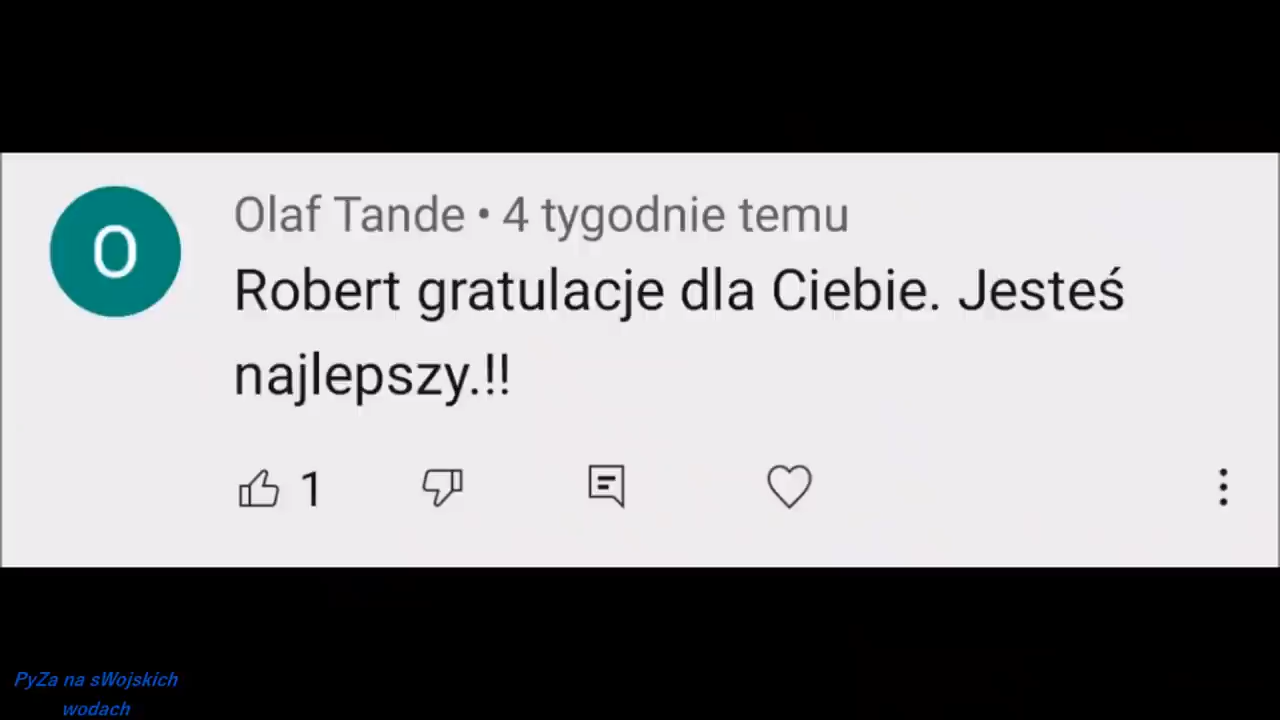 O
Olaf Tande • 4 tygodnie temu
Robert gratulacje dla Ciebie. Jesteś
najlepszy.!!
1
PyZa na sWojskich
wodach